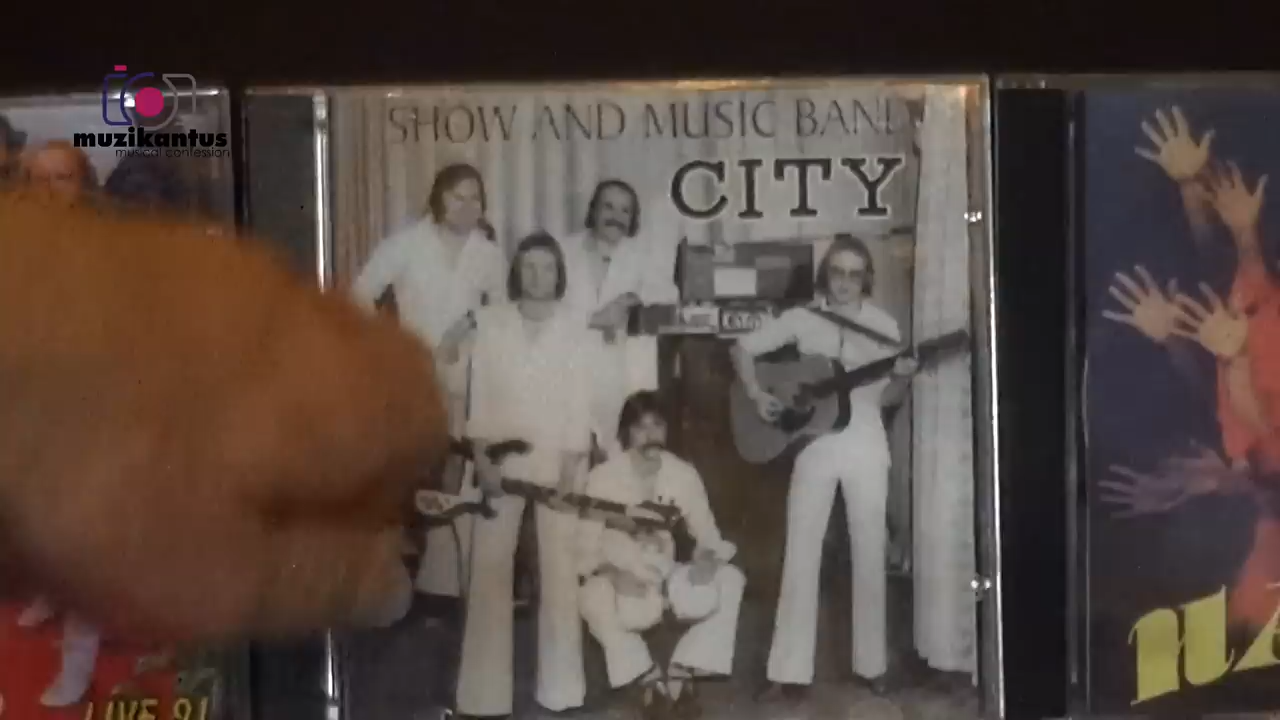 muzikantus
musical confession
SHOW AND MUSIC BAND
CITY
LIVE 91